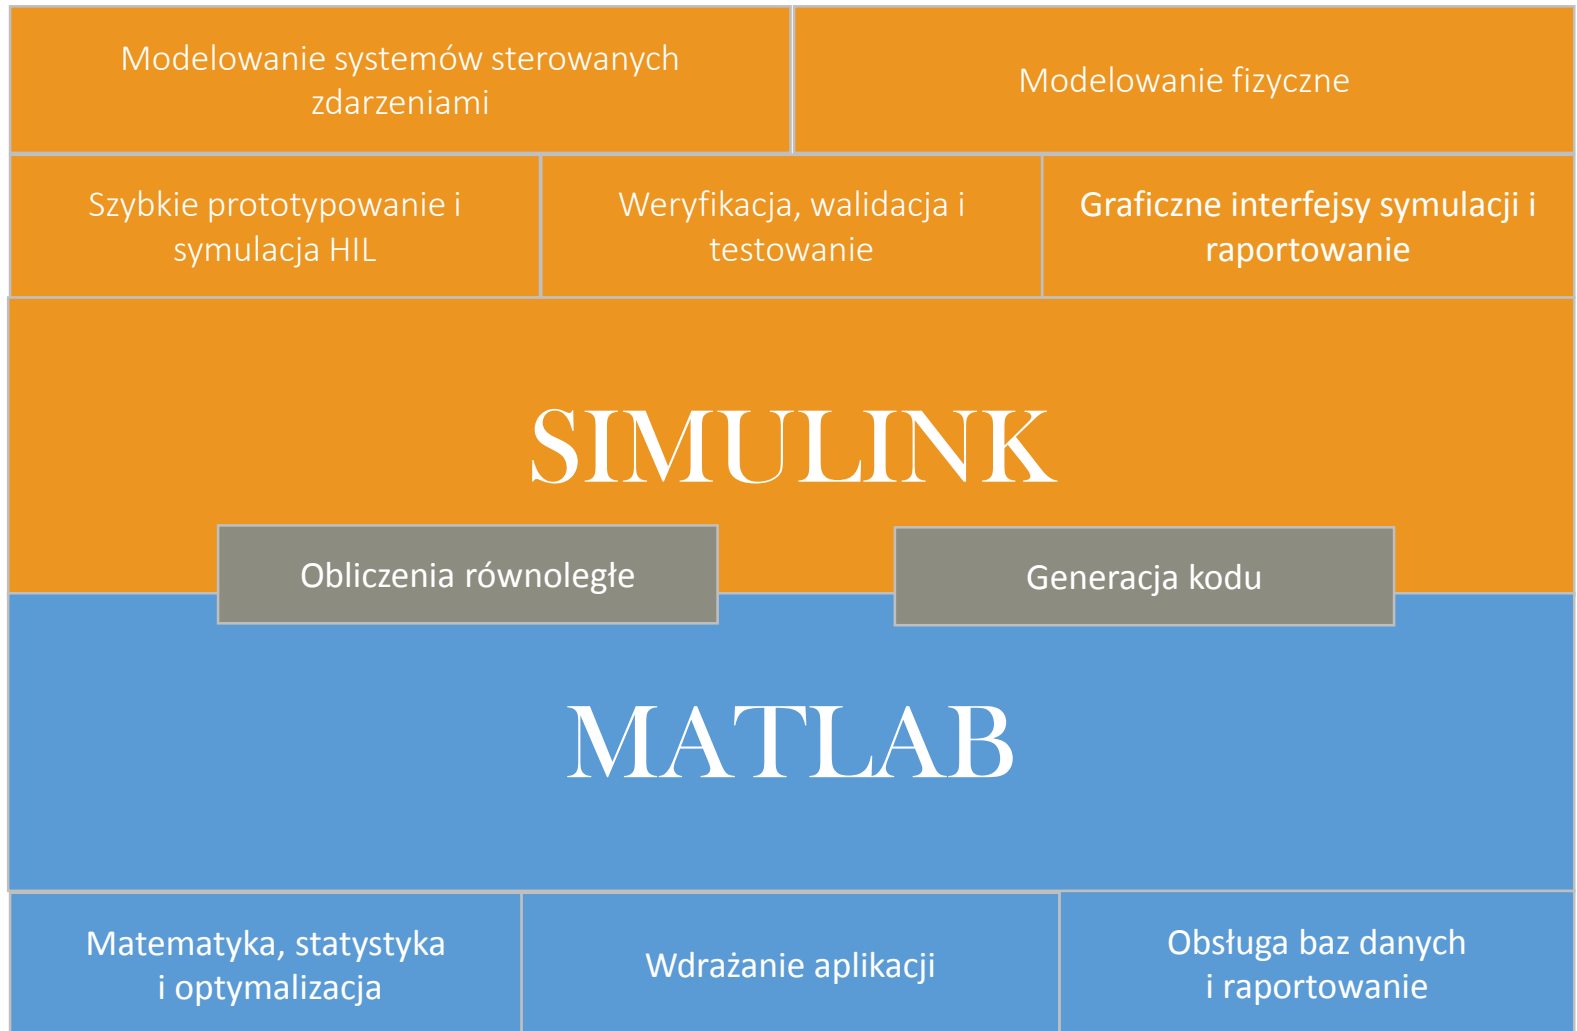 Modelowanie systemów sterowanych
zdarzeniami
Modelowanie fizyczne
Szybkie prototypowanie i
symulacja HIL
Weryfikacja, walidacja i
testowanie
Graficzne interfejsy symulacji i
raportowanie
SIMULINK
Obliczenia równoległe
Generacja kodu
MATLAB
Matematyka, statystyka
i optymalizacja
Wdrażanie aplikacji
Obsługa baz danych
i raportowanie